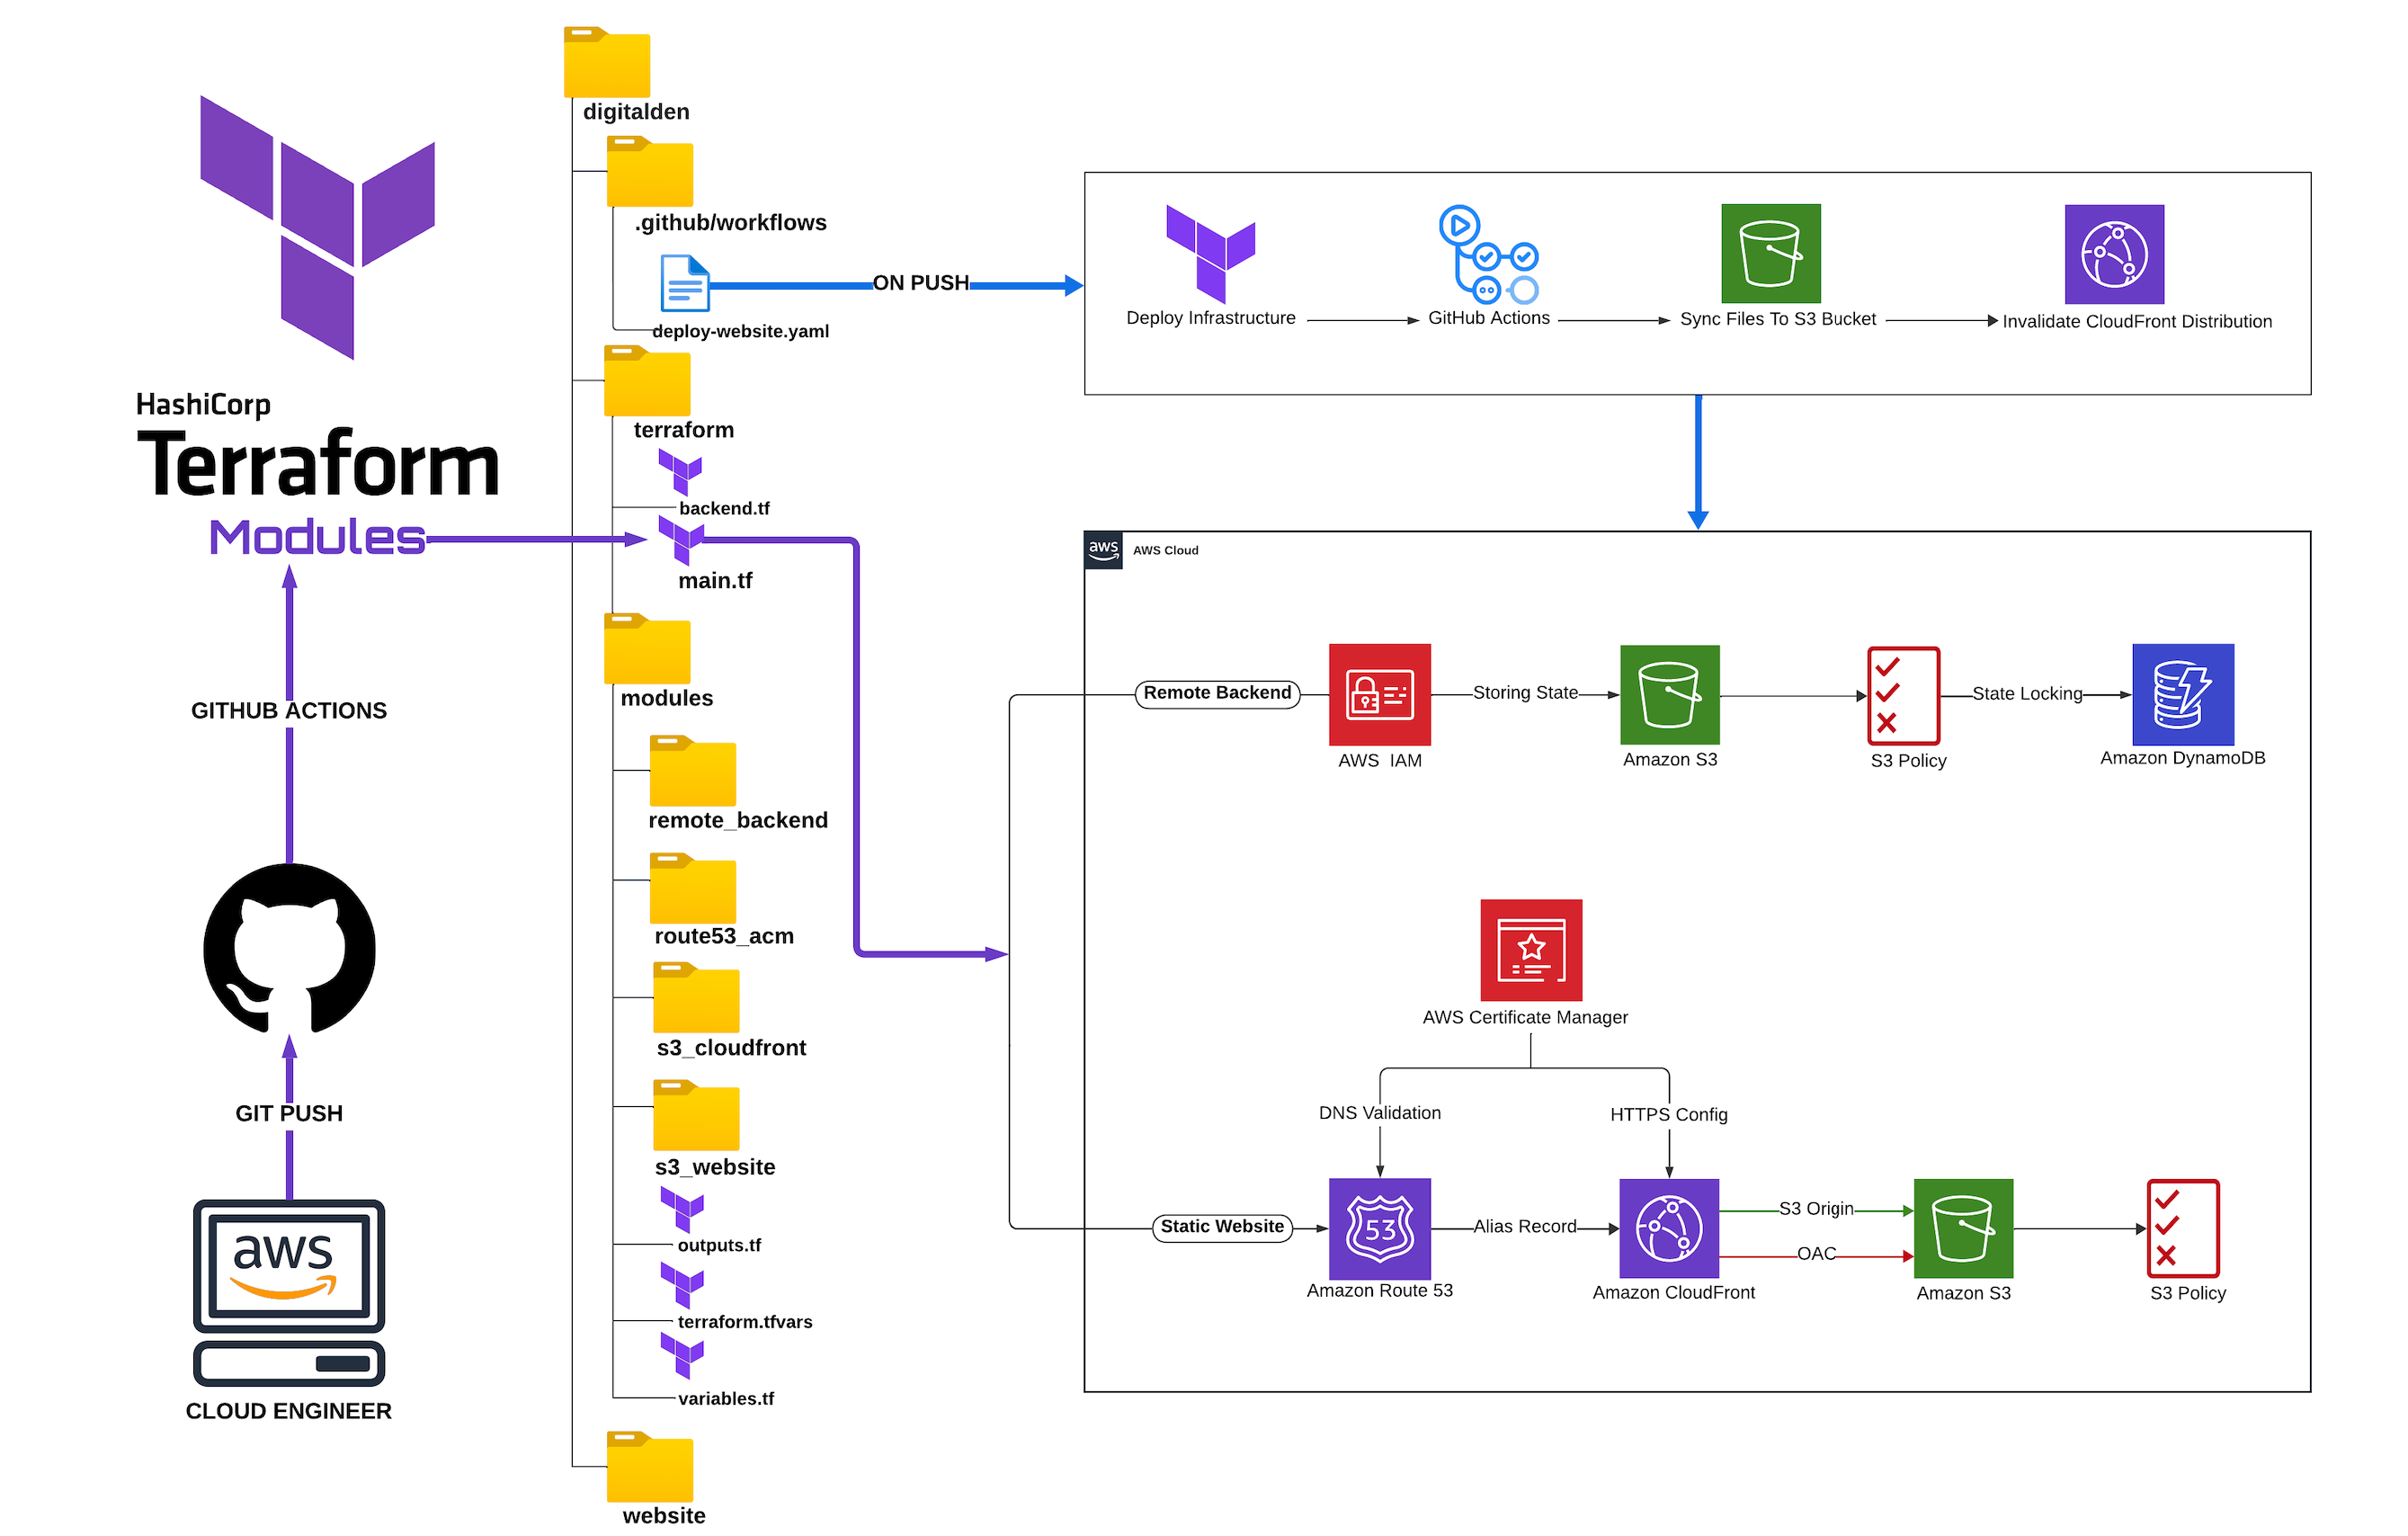 HashiCorp
Terraform
Modules
GITHUB ACTIONS
GIT PUSH
aws
CLOUD ENGINEER
digitalden
.github/workflows
deploy-website.yaml
terraform
backend.tf
main.tf
modules
remote_backend
route53_acm
s3_cloudfront
s3_website
outputs.tf
terraform.tfvars
variables.tf
website
ON PUSH
Deploy Infrastructure
GitHub Actions
Sync Files To S3 Bucket
Invalidate CloudFront Distribution
aws
AWS Cloud
Remote Backend
AWS IAM
Storing State
Amazon S3
S3 Policy
State Locking
Amazon DynamoDB
AWS Certificate Manager
DNS Validation
HTTPS Config
Static Website
53
Amazon Route 53
Alias Record
Amazon CloudFront
S3 Origin
OAC
Amazon S3
S3 Policy